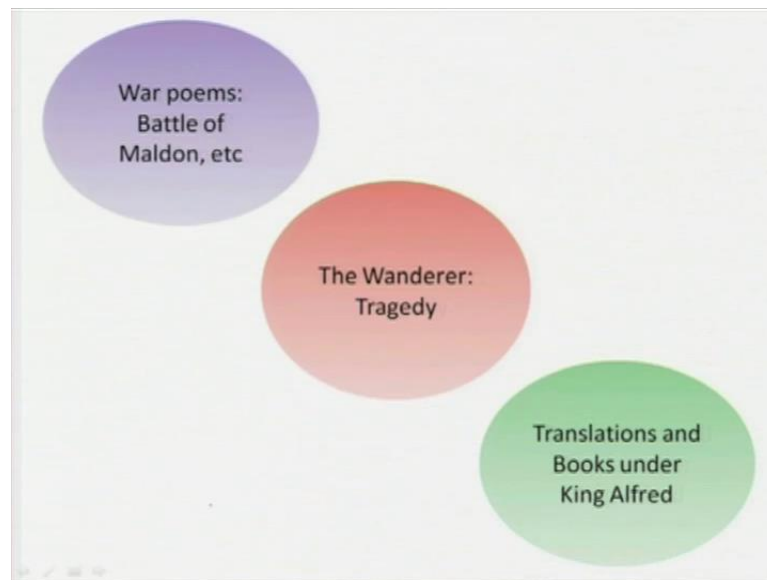 War poems:
Battle of
Maldon, etc
The Wanderer:
Tragedy
Translations and
Books under
King Alfred